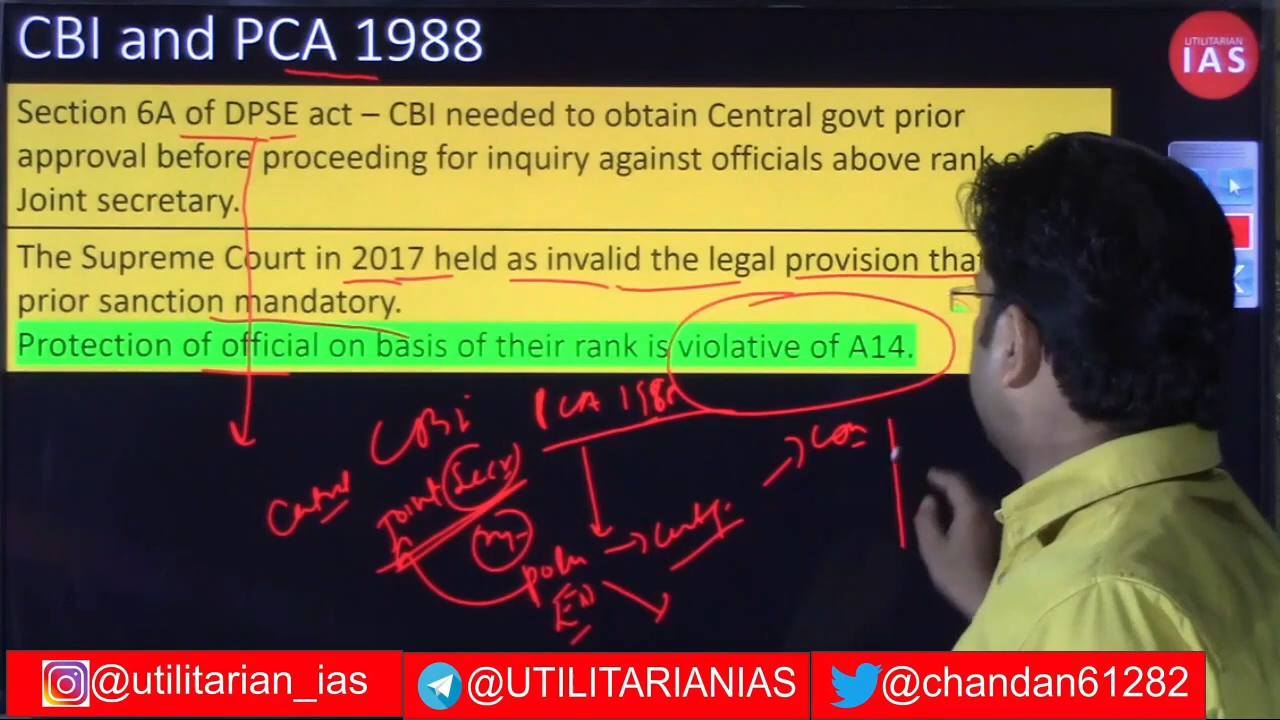 CBI and PCA 1988
UTILITARIAN
IAS
Section 6A of DPSE act – CBI needed to obtain Central govt prior
approval before proceeding for inquiry against officials above rank of
Joint secretary.
The Supreme Court in 2017 held as invalid the legal provision that
prior sanction mandatory.
Protection of official on basis of their rank is violative of A14.
CBI
PCA 1988
Joint Secy
@utilitarian_ias
@UTILITARIANIAS
@chandan61282